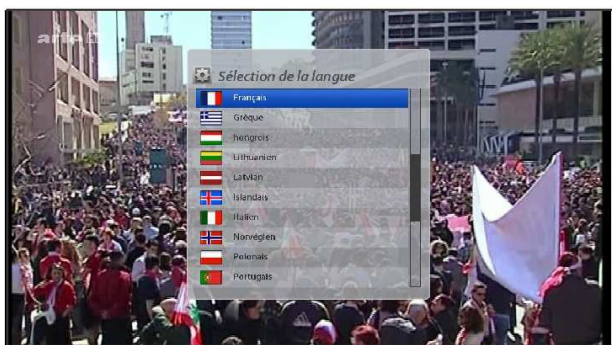 arte
Sélection de la langue
Français
Grèque
hongrois
Lithuanien
Latvian
Islandais
Italien
Norvégien
Polonais
Portugais